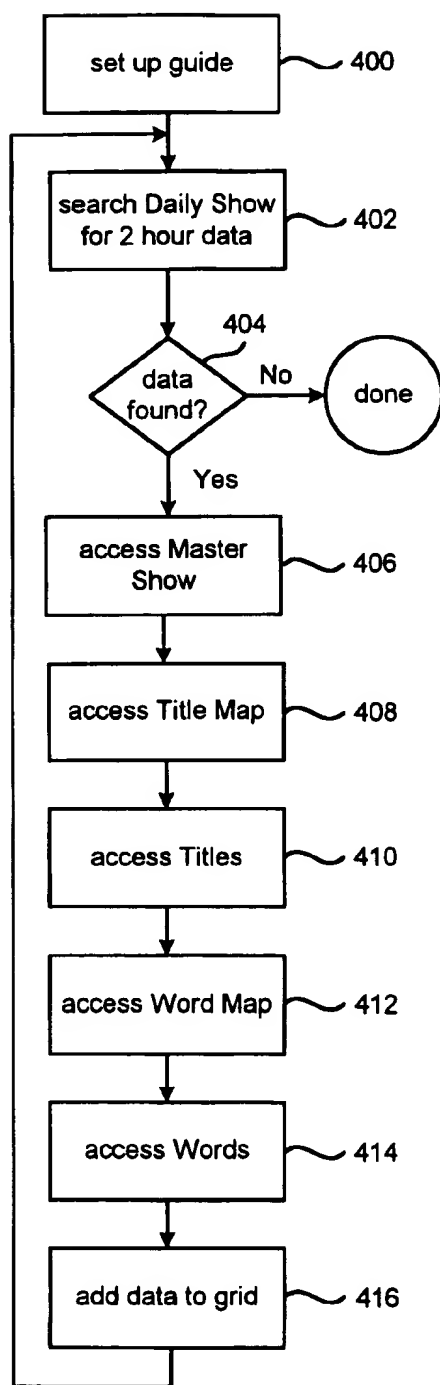 set up guide
400
search Daily Show
for 2 hour data
402
404
data
found?
No
done
Yes
access Master
Show
406
access Title Map
408
access Titles
410
access Word Map
412
access Words
414
add data to grid
416